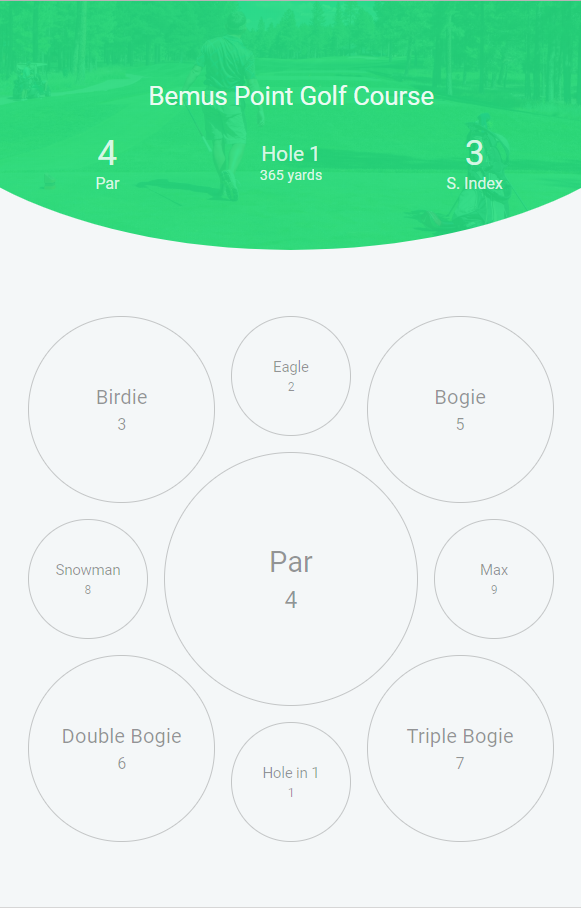 Bemus Point Golf Course
4
Par
Hole 1
365 yards
3
S. Index
Birdie
3
Eagle
2
Bogie
5
Snowman
8
Par
4
Max
9
Double Bogie
6
Hole in 1
1
Triple Bogie
7